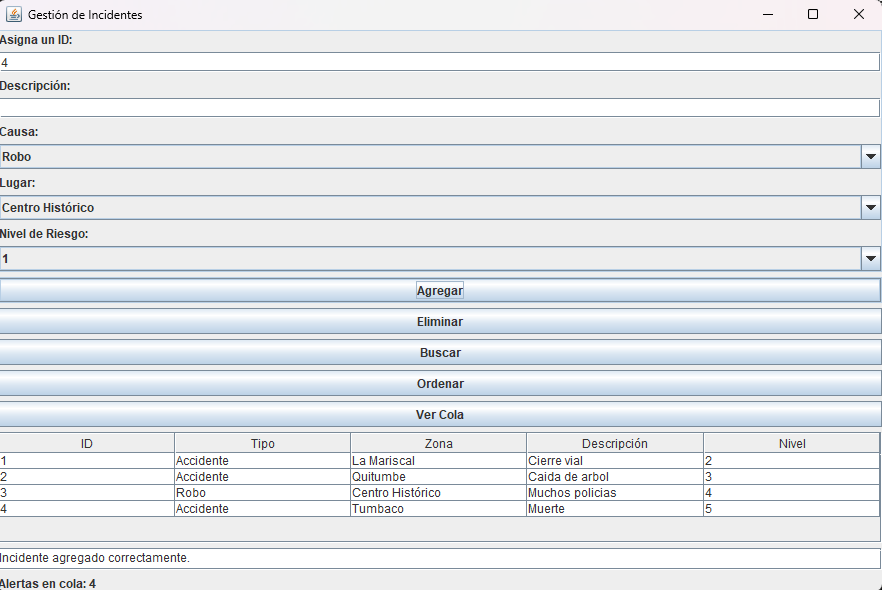 Gestión de Incidentes
Asigna un ID:
4
Descripción:
Causa:
Robo
Lugar:
Centro Histórico
Nivel de Riesgo:
1
Agregar
Eliminar
Buscar
Ordenar
Ver Cola
ID Tipo Zona Descripción Nivel
1 Accidente La Mariscal Cierre vial 2
2 Accidente Quitumbe Caida de arbol 3
3 Robo Centro Histórico Muchos policias 4
4 Accidente Tumbaco Muerte 5
Incidente agregado correctamente.
Alertas en cola: 4